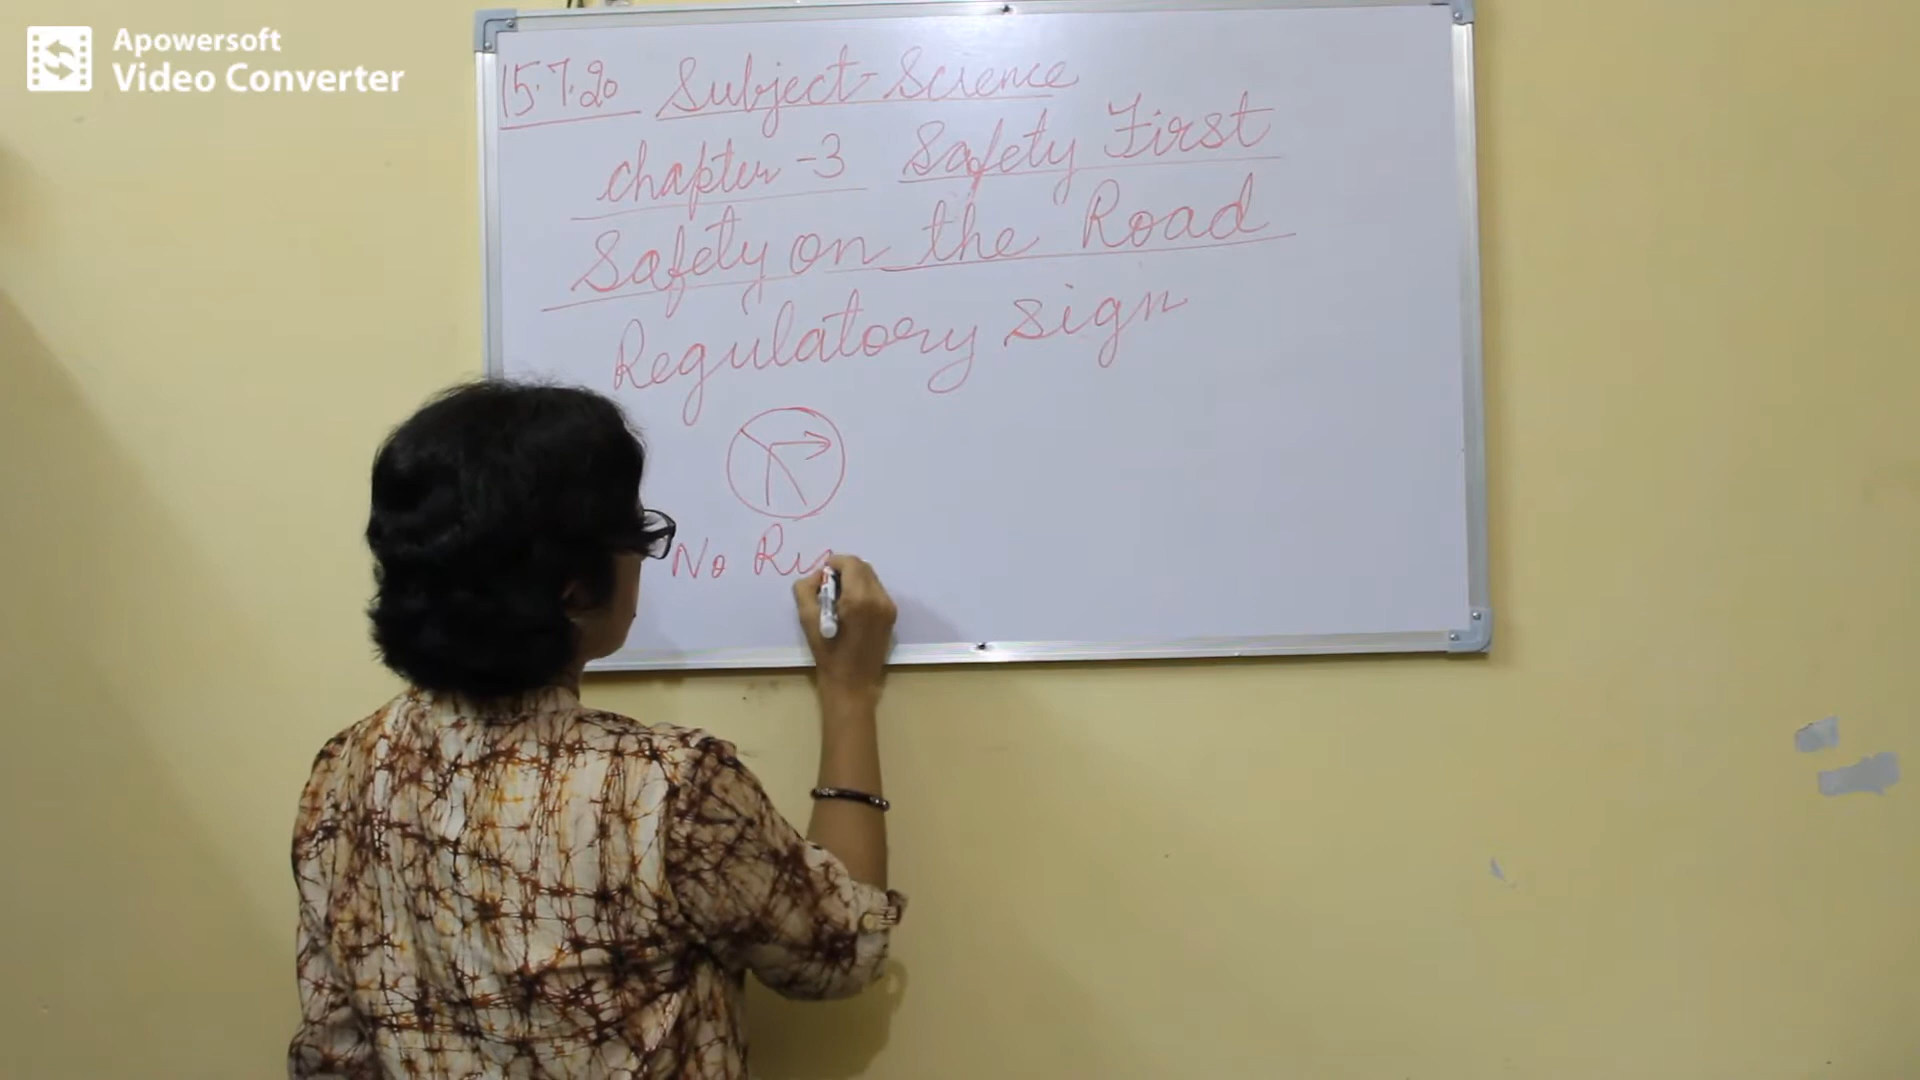 Apowersoft
Video Converter
15.7.20 Subject-Science
chapter-3 Safety First
Safety on the Road
Regulatory sign
No